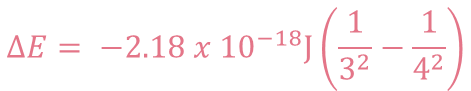 ΔE = −2.18 x 10⁻¹⁸J (1/3² − 1/4²)